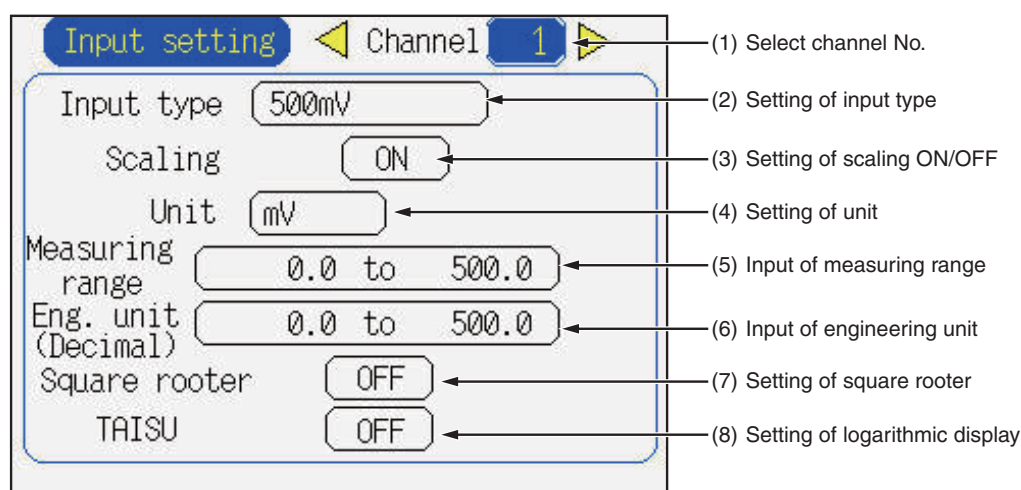 Input setting Channel 1 (1) Select channel No.
Input type 500mV (2) Setting of input type
Scaling ON (3) Setting of scaling ON/OFF
Unit mV (4) Setting of unit
Measuring
range 0.0 to 500.0 (5) Input of measuring range
Eng. unit
(Decimal) 0.0 to 500.0 (6) Input of engineering unit
Square rooter OFF (7) Setting of square rooter
TAISU OFF (8) Setting of logarithmic display